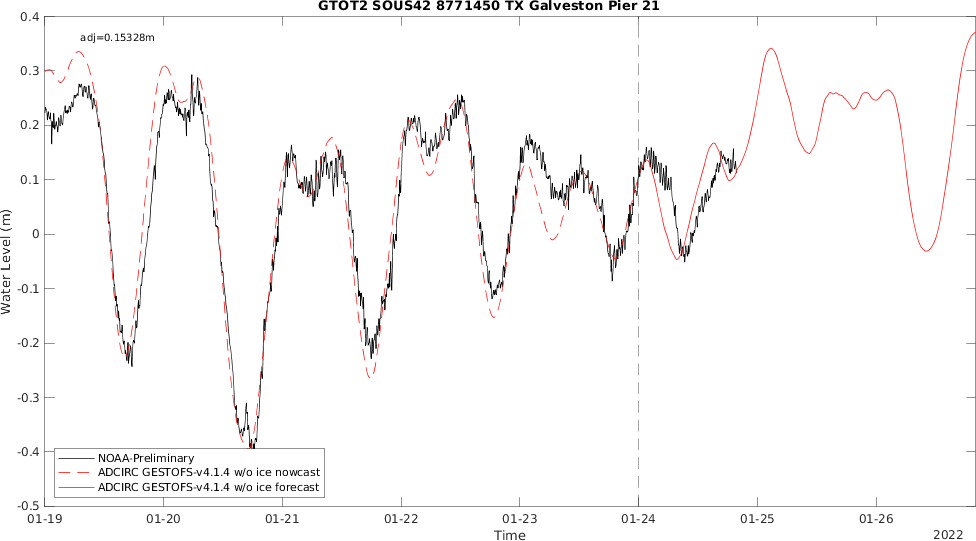 GTOT2 SOUS42 8771450 TX Galveston Pier 21
adj=0.15328m
0.4
0.3
0.2
0.1
0
-0.1
-0.2
-0.3
-0.4
-0.5
Water Level (m)
NOAA-Preliminary
ADCIRC GESTOFS-v4.1.4 w/o ice nowcast
ADCIRC GESTOFS-v4.1.4 w/o ice forecast
01-19 01-20 01-21 01-22 01-23 01-24 01-25 01-26
Time
2022